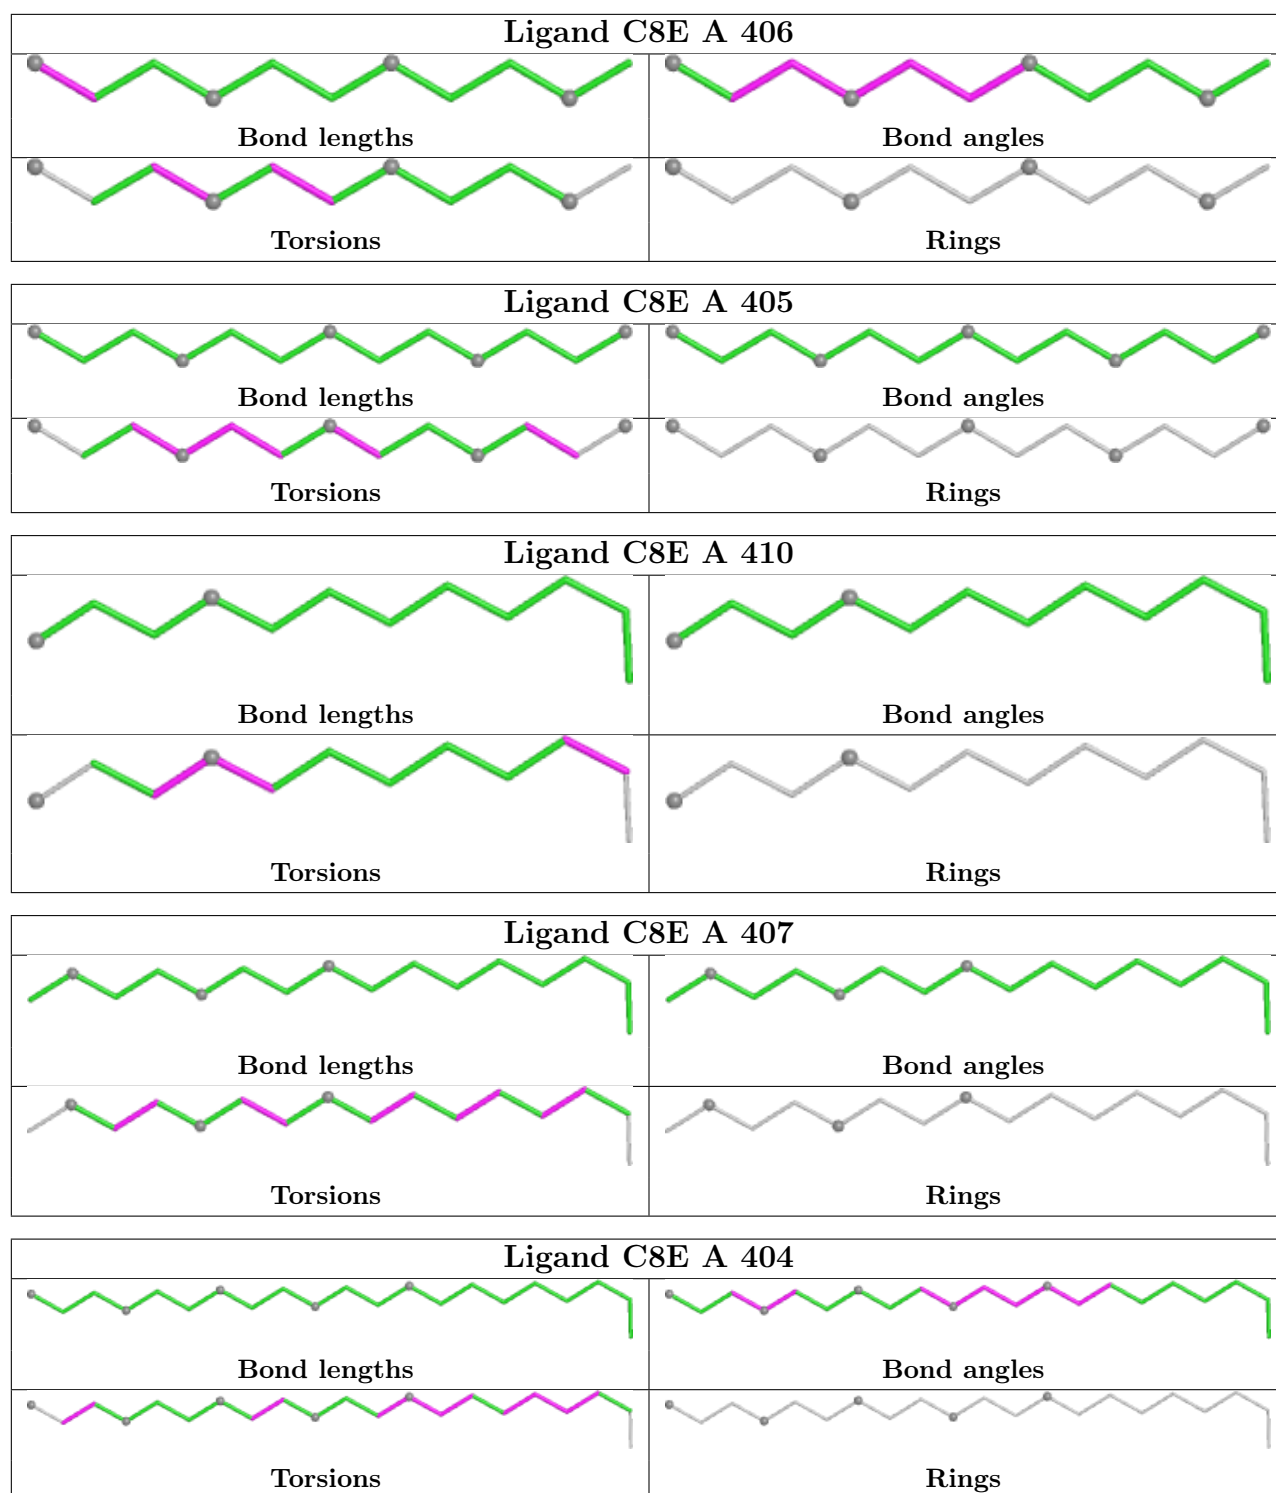 Ligand C8E A 406
Bond lengths
Bond angles
Torsions
Rings
Ligand C8E A 405
Bond lengths
Bond angles
Torsions
Rings
Ligand C8E A 410
Bond lengths
Bond angles
Torsions
Rings
Ligand C8E A 407
Bond lengths
Bond angles
Torsions
Rings
Ligand C8E A 404
Bond lengths
Bond angles
Torsions
Rings